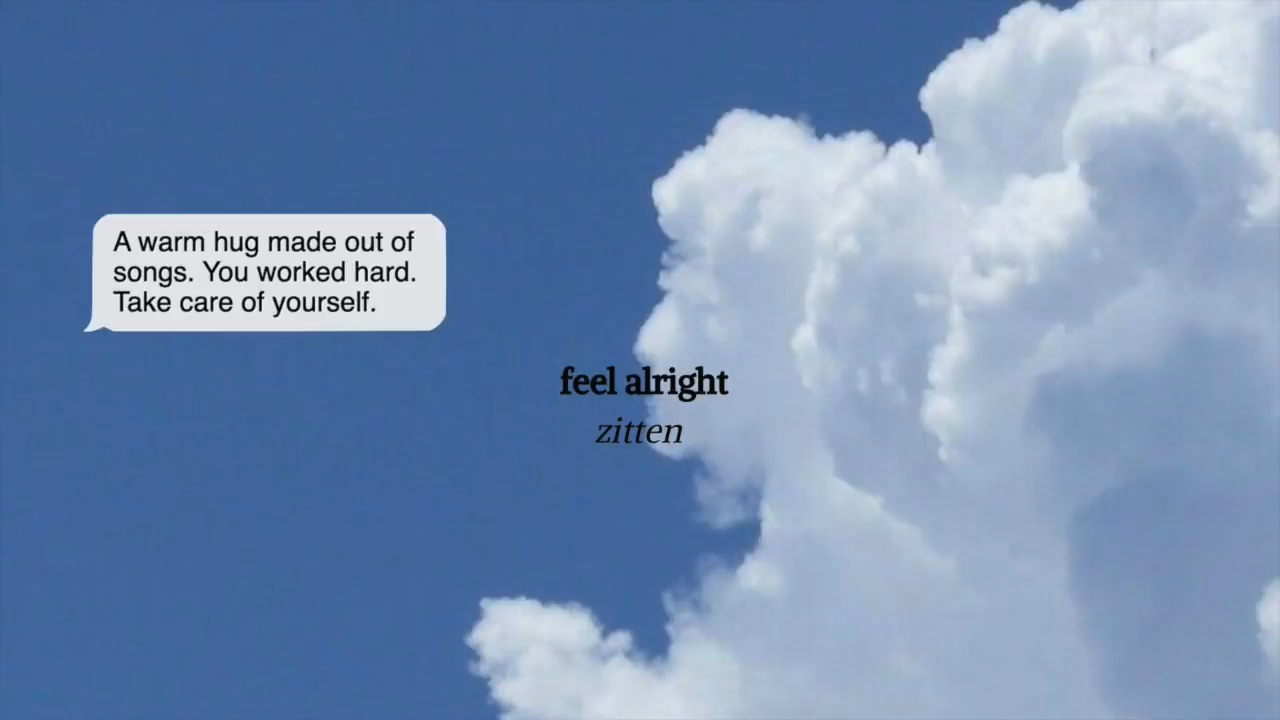 A warm hug made out of
songs. You worked hard.
Take care of yourself.
feel alright
zitten